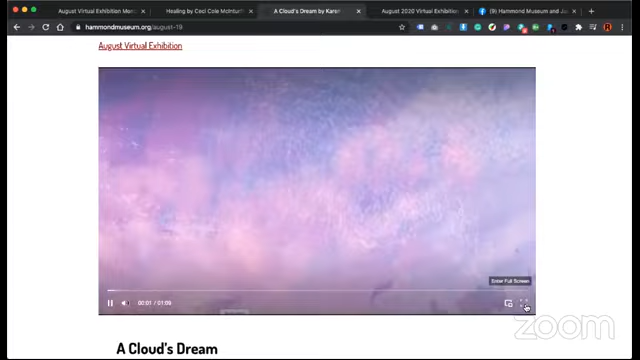 August Virtual Exhibition Mem
Healing by Ceci Cole McInturff
A Cloud's Dream by Karen
August 2020 Virtual Exhibition
(9) Hammond Museum and Ja
hammondmuseum.org/august-19
August Virtual Exhibition
Enter Full Screen
00:01 / 01:09
A Cloud's Dream
zoom